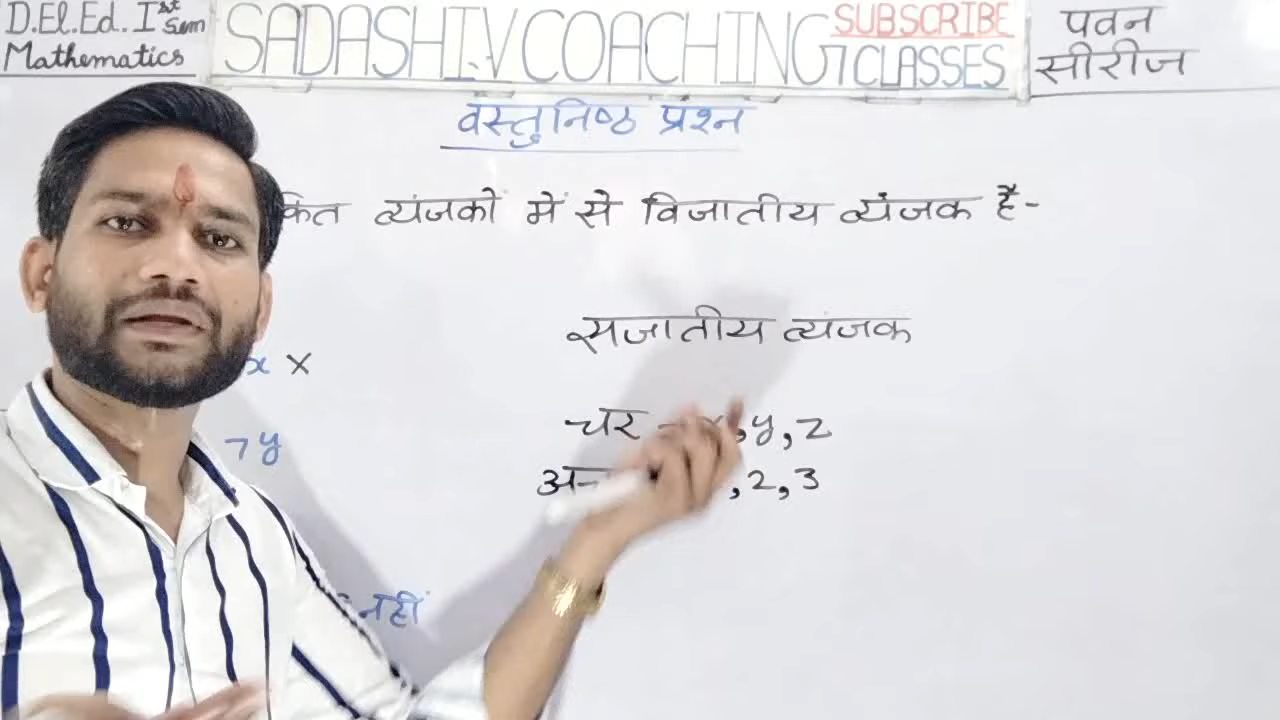 D.El.Ed. Ist Sem
Mathematics
SADASHIV COACHING CLASSES
SUBSCRIBE
पवन
सीरीज
वस्तुनिष्ठ प्रश्न
व्यंजकों में से विजातीय व्यंजक है-
सजातीय व्यंजक
x ×
चर y, z
7y
2, 3
नहीं